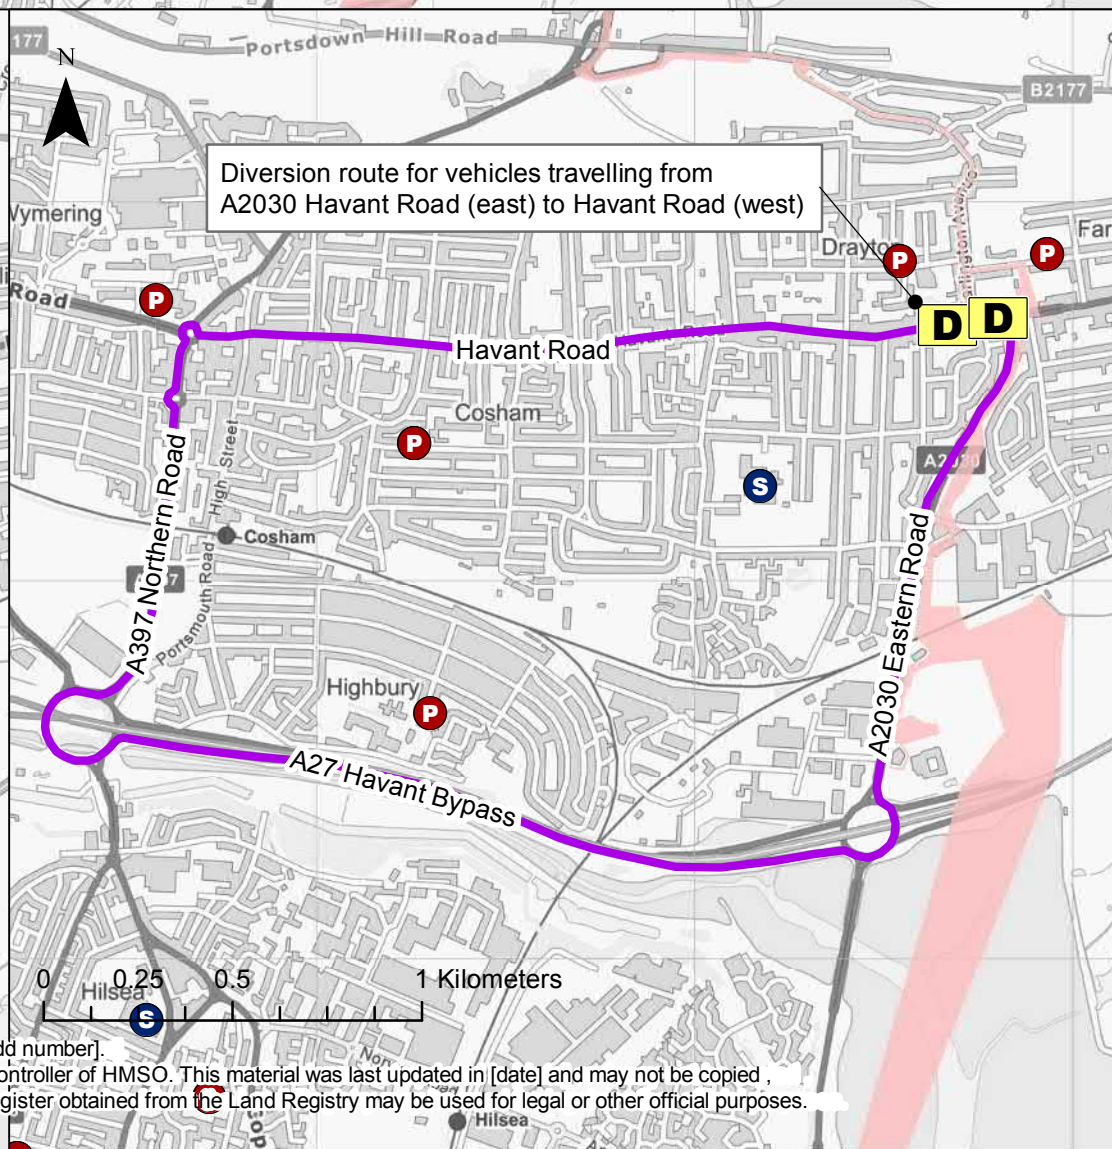 177
Portsdown Hill Road
N
B2177
Diversion route for vehicles travelling from
A2030 Havant Road (east) to Havant Road (west)
Wymering
Drayton
P
P
Far
Road
P
D
D
Havant Road
Havant Road
Cosham
P
High Street
A2030
S
Cosham
A397 Northern Road
Portsmouth Road
A2030 Eastern Road
Highbury
P
A27 Havant Bypass
0 0.25 0.5 1 Kilometers
Hilsea
S
dd number].
ontroller of HMSO. This material was last updated in [date] and may not be copied ,
gister obtained from the Land Registry may be used for legal or other official purposes.
Hilsea